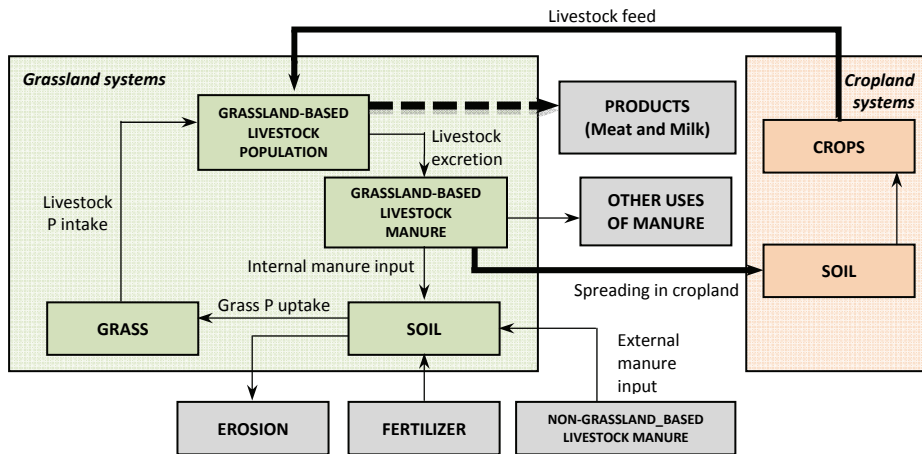 Livestock feed
Grassland systems
Cropland
systems
GRASSLAND-BASED
LIVESTOCK
POPULATION
PRODUCTS
(Meat and Milk)
CROPS
Livestock
excretion
GRASSLAND-BASED
LIVESTOCK
MANURE
OTHER USES
OF MANURE
Livestock
P intake
Internal manure input
Spreading in cropland
SOIL
Grass P uptake
GRASS
SOIL
External
manure
input
EROSION
FERTILIZER
NON-GRASSLAND_BASED
LIVESTOCK MANURE